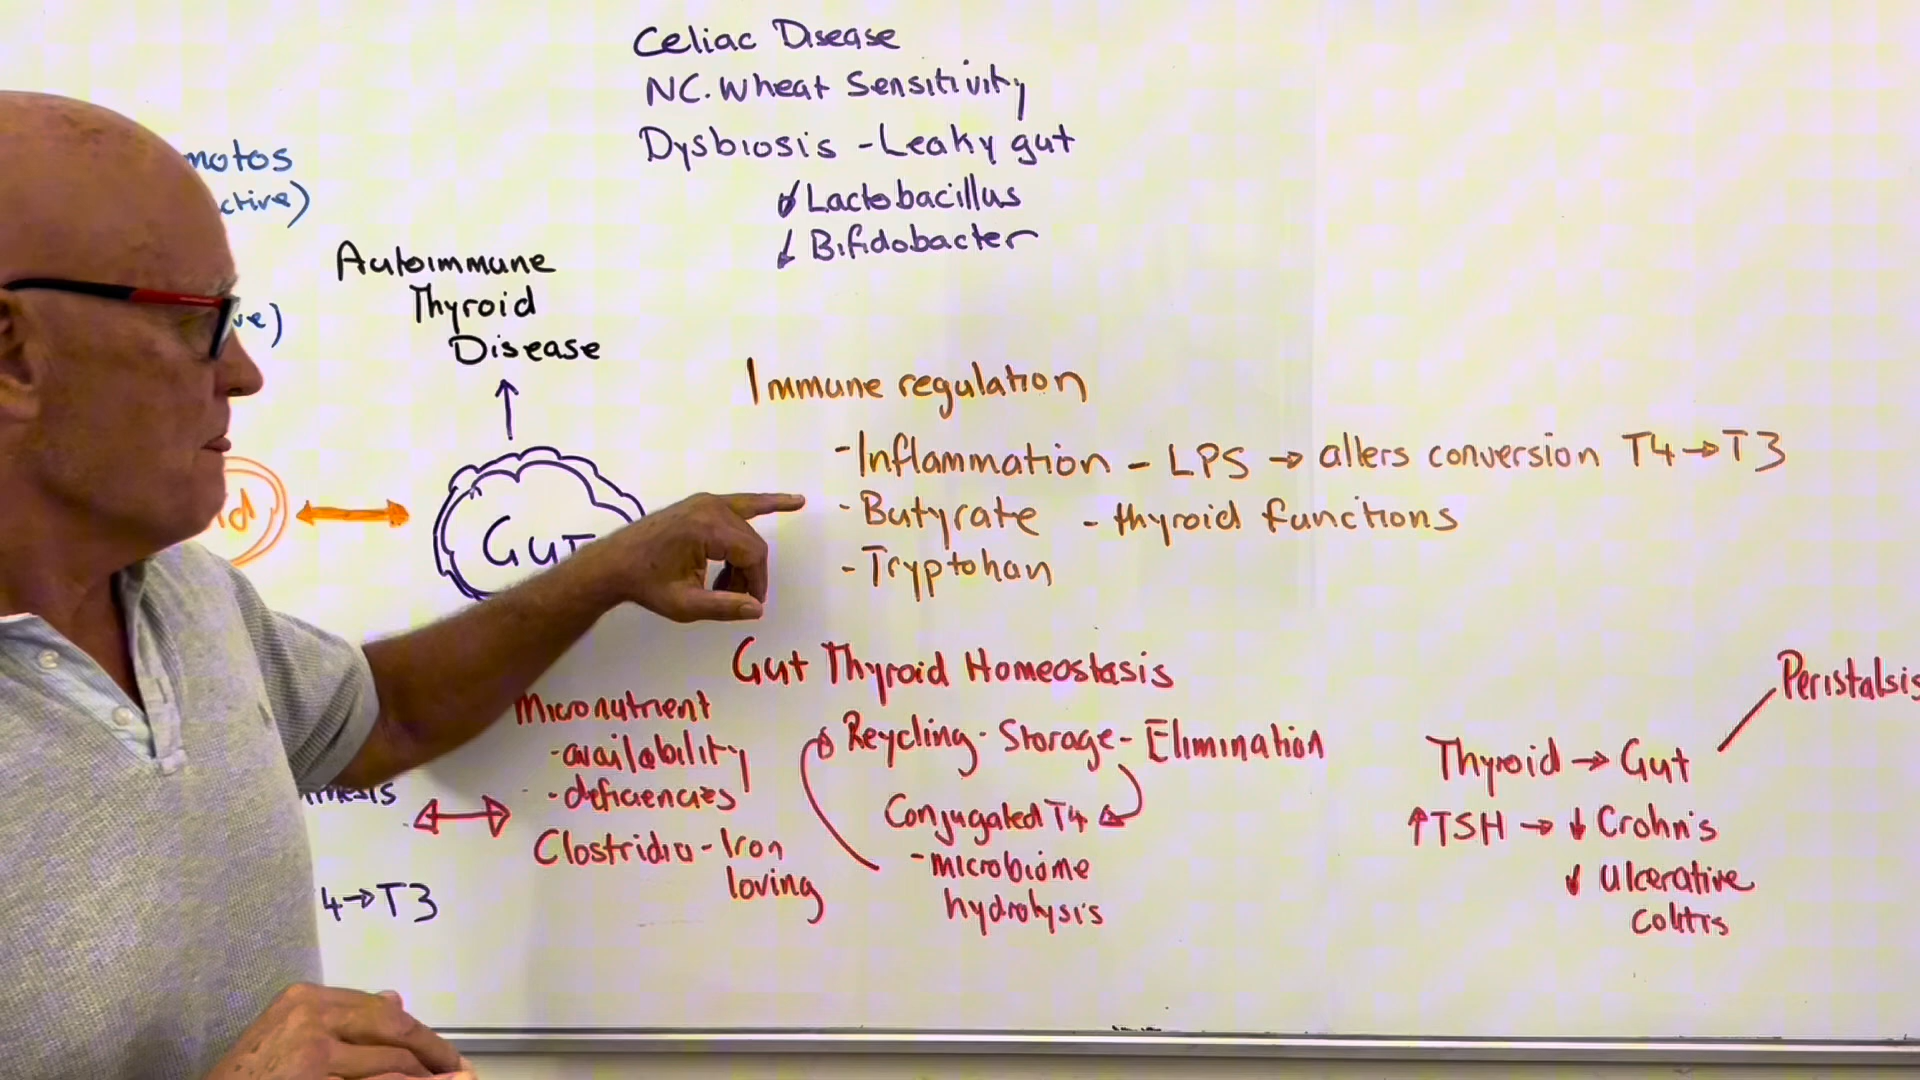 Celiac Disease
NC. Wheat Sensitivity
Dysbiosis - Leaky gut
↓ Lactobacillus
↓ Bifidobacter
motos
ctive)
ve)
Autoimmune
Thyroid
Disease
Immune regulation
- Inflammation - LPS → alters conversion T4 → T3
- Butyrate - thyroid functions
- Tryptohan
id
Gut
Gut Thyroid Homeostasis
Micronutrient
- availability
- deficiencies
Clostridia - Iron
loving
Reycling - Storage - Elimination
Conjugated T4
- Microbiome
hydrolysis
4 → T3
Peristalsis
Thyroid → Gut
↑ TSH → ↓ Crohn's
↓ Ulcerative
Colitis